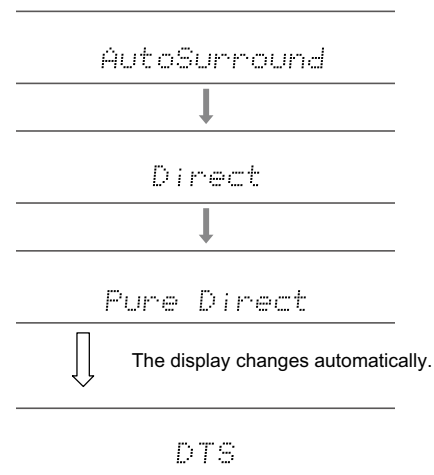 AutoSurround
Direct
Pure Direct
The display changes automatically.
DTS